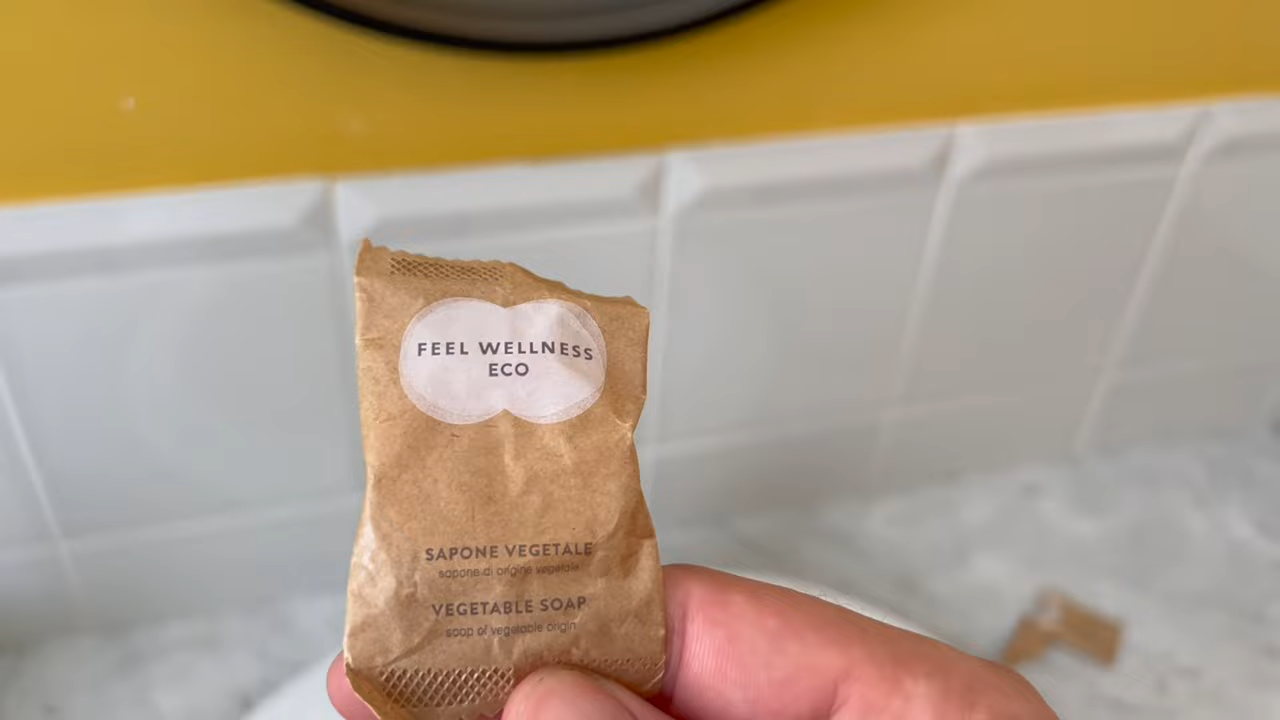 FEEL WELLNESS
ECO
SAPONE VEGETALE
sapone di origine vegetale
VEGETABLE SOAP
soap of vegetable origin